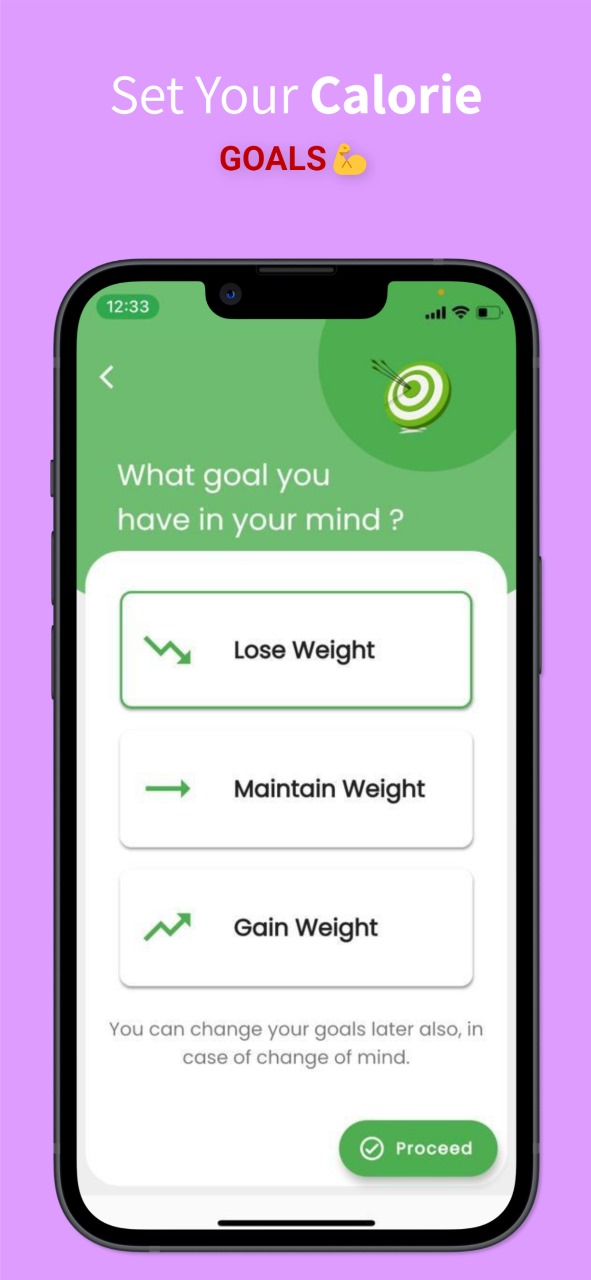 Set Your Calorie
GOALS💪
12:33
What goal you
have in your mind ?
Lose Weight
Maintain Weight
Gain Weight
You can change your goals later also, in
case of change of mind.
Proceed